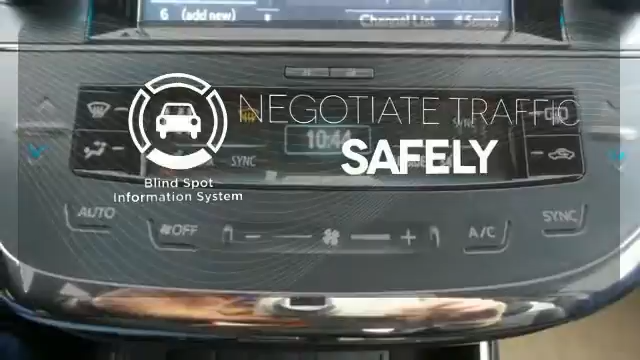 6 (add new)
Channel List
Sound
NEGOTIATE TRAFFIC
SAFELY
10:44
SYNC
SYNC
Blind Spot
Information System
AUTO
OFF
A/C
SYNC